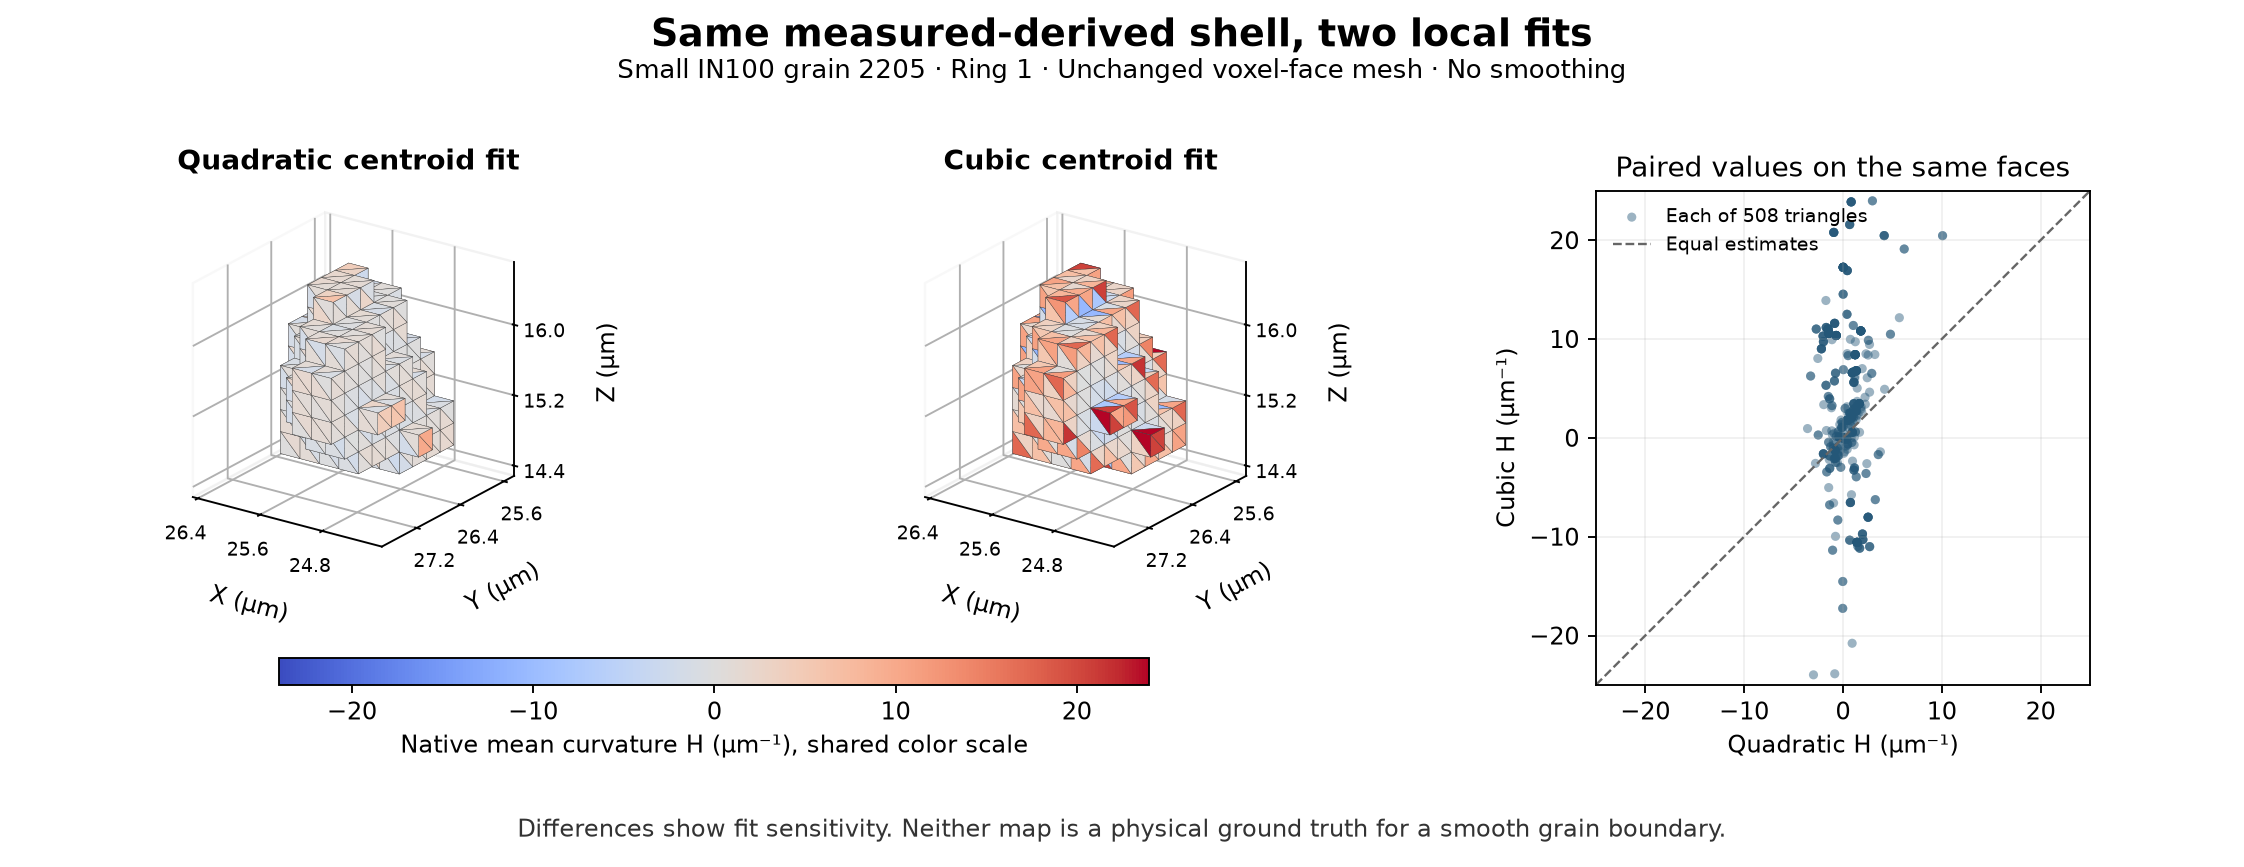 Same measured-derived shell, two local fits
Small IN100 grain 2205 · Ring 1 · Unchanged voxel-face mesh · No smoothing
Quadratic centroid fit
16.0
15.2
14.4
Z (µm)
26.4
25.6
24.8
X (µm)
25.6
26.4
27.2
Y (µm)
Cubic centroid fit
16.0
15.2
14.4
Z (µm)
26.4
25.6
24.8
X (µm)
25.6
26.4
27.2
Y (µm)
−20
−10
0
10
20
Native mean curvature H (µm⁻¹), shared color scale
Paired values on the same faces
Each of 508 triangles
Equal estimates
20
10
0
−10
−20
Cubic H (µm⁻¹)
−20
−10
0
10
20
Quadratic H (µm⁻¹)
Differences show fit sensitivity. Neither map is a physical ground truth for a smooth grain boundary.